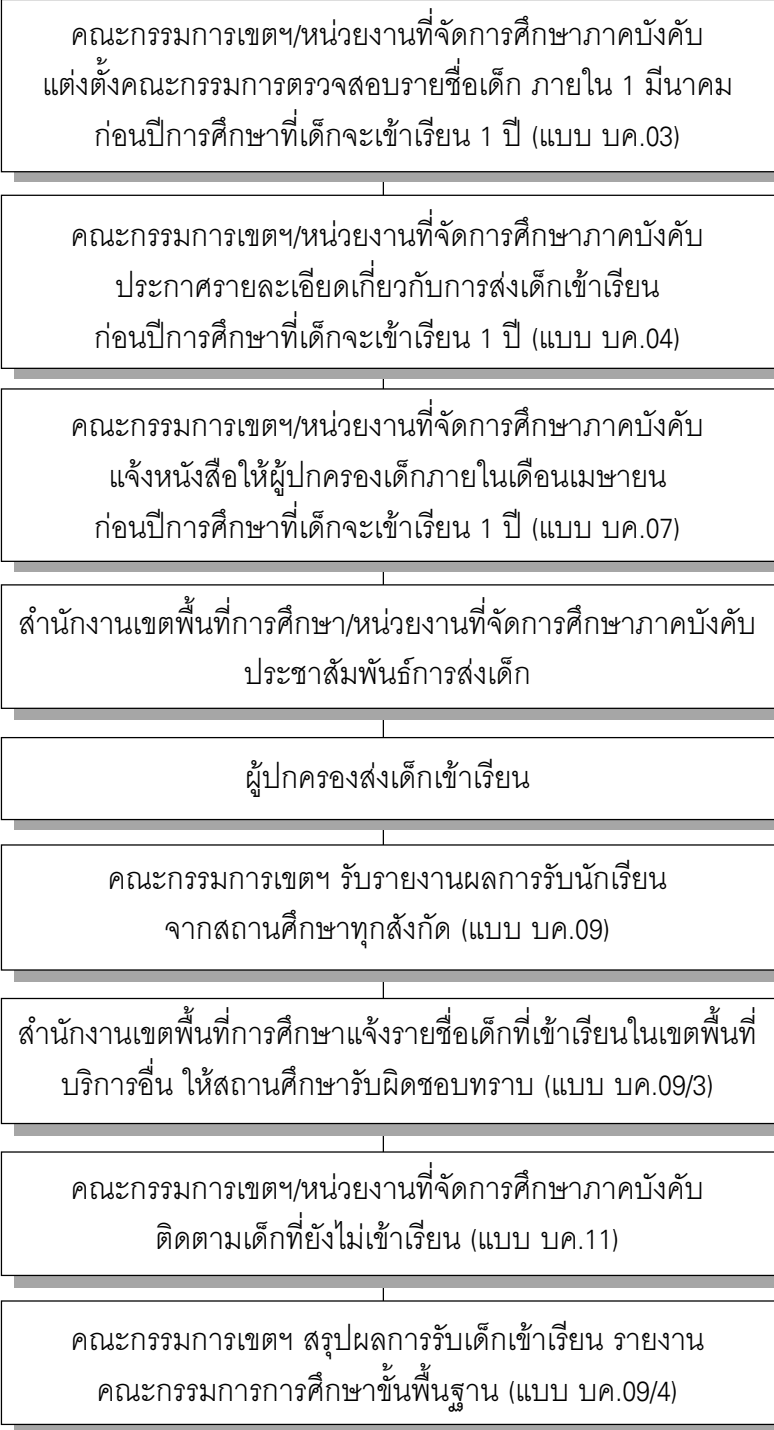 คณะกรรมการเขตฯ/หน่วยงานที่จัดการศึกษาภาคบังคับ
แต่งตั้งคณะกรรมการตรวจสอบรายชื่อเด็ก ภายใน 1 มีนาคม
ก่อนปีการศึกษาที่เด็กจะเข้าเรียน 1 ปี (แบบ บค.03)
คณะกรรมการเขตฯ/หน่วยงานที่จัดการศึกษาภาคบังคับ
ประกาศรายละเอียดเกี่ยวกับการส่งเด็กเข้าเรียน
ก่อนปีการศึกษาที่เด็กจะเข้าเรียน 1 ปี (แบบ บค.04)
คณะกรรมการเขตฯ/หน่วยงานที่จัดการศึกษาภาคบังคับ
แจ้งหนังสือให้ผู้ปกครองเด็กภายในเดือนเมษายน
ก่อนปีการศึกษาที่เด็กจะเข้าเรียน 1 ปี (แบบ บค.07)
สำนักงานเขตพื้นที่การศึกษา/หน่วยงานที่จัดการศึกษาภาคบังคับ
ประชาสัมพันธ์การส่งเด็ก
ผู้ปกครองส่งเด็กเข้าเรียน
คณะกรรมการเขตฯ รับรายงานผลการรับนักเรียน
จากสถานศึกษาทุกสังกัด (แบบ บค.09)
สำนักงานเขตพื้นที่การศึกษาแจ้งรายชื่อเด็กที่เข้าเรียนในเขตพื้นที่
บริการอื่น ให้สถานศึกษารับผิดชอบทราบ (แบบ บค.09/3)
คณะกรรมการเขตฯ/หน่วยงานที่จัดการศึกษาภาคบังคับ
ติดตามเด็กที่ยังไม่เข้าเรียน (แบบ บค.11)
คณะกรรมการเขตฯ สรุปผลการรับเด็กเข้าเรียน รายงาน
คณะกรรมการการศึกษาขั้นพื้นฐาน (แบบ บค.09/4)